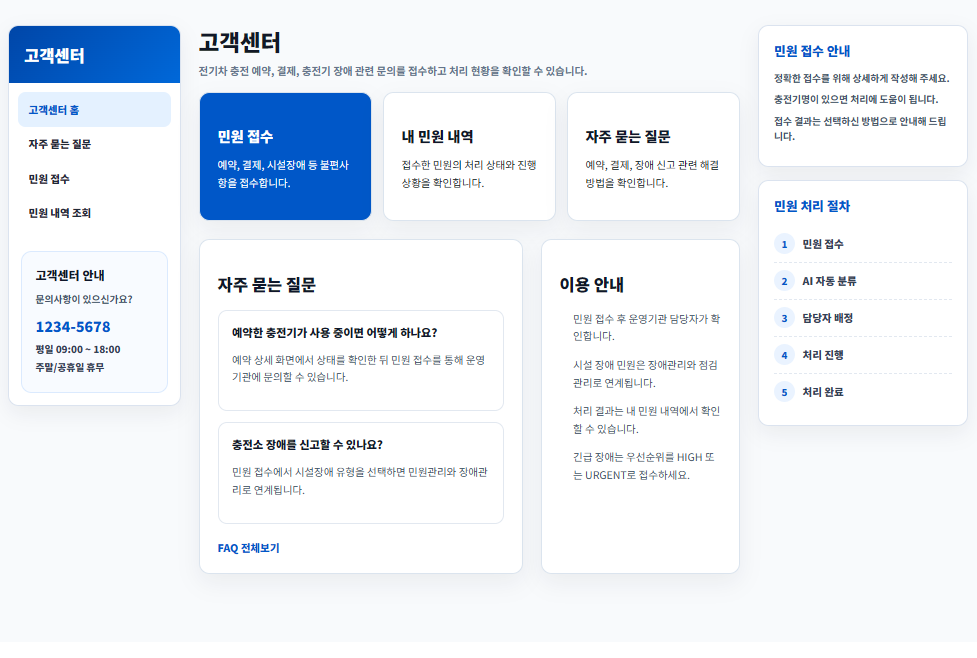 고객센터
고객센터 홈
자주 묻는 질문
민원 접수
민원 내역 조회
고객센터 안내
문의사항이 있으신가요?
1234-5678
평일 09:00 ~ 18:00
주말/공휴일 휴무
고객센터
전기차 충전 예약, 결제, 충전기 장애 관련 문의를 접수하고 처리 현황을 확인할 수 있습니다.
민원 접수
예약, 결제, 시설장애 등 불편사
항을 접수합니다.
내 민원 내역
접수한 민원의 처리 상태와 진행
상황을 확인합니다.
자주 묻는 질문
예약, 결제, 장애 신고 관련 해결
방법을 확인합니다.
자주 묻는 질문
예약한 충전기가 사용 중이면 어떻게 하나요?
예약 상세 화면에서 상태를 확인한 뒤 민원 접수를 통해 운영
기관에 문의할 수 있습니다.
충전소 장애를 신고할 수 있나요?
민원 접수에서 시설장애 유형을 선택하면 민원관리와 장애관
리로 연계됩니다.
FAQ 전체보기
이용 안내
민원 접수 후 운영기관 담당자가 확
인합니다.
시설 장애 민원은 장애관리와 점검
관리로 연계됩니다.
처리 결과는 내 민원 내역에서 확인
할 수 있습니다.
긴급 장애는 우선순위를 HIGH 또
는 URGENT로 접수하세요.
민원 접수 안내
정확한 접수를 위해 상세하게 작성해 주세요.
충전기명이 있으면 처리에 도움이 됩니다.
접수 결과는 선택하신 방법으로 안내해 드립
니다.
민원 처리 절차
1 민원 접수
2 AI 자동 분류
3 담당자 배정
4 처리 진행
5 처리 완료